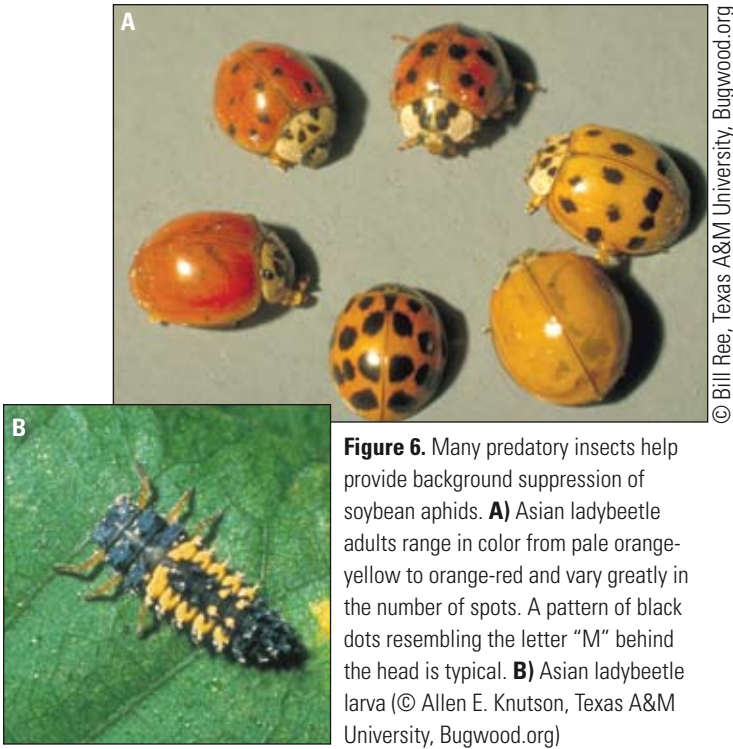 A
© Bill Ree, Texas A&M University, Bugwood.org
B
Figure 6. Many predatory insects help
provide background suppression of
soybean aphids. A) Asian ladybeetle
adults range in color from pale orange-
yellow to orange-red and vary greatly in
the number of spots. A pattern of black
dots resembling the letter “M” behind
the head is typical. B) Asian ladybeetle
larva (© Allen E. Knutson, Texas A&M
University, Bugwood.org)